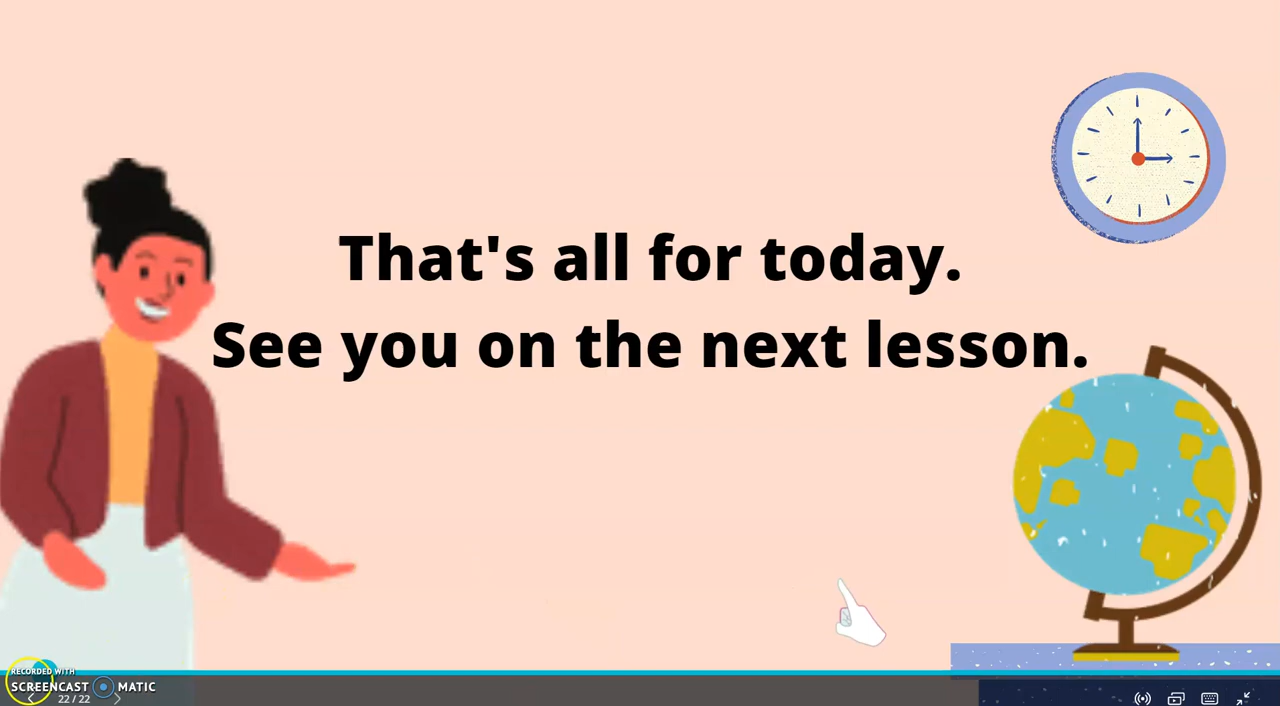 That's all for today.
See you on the next lesson.
RECORDED WITH
SCREENCAST MATIC
22 / 22